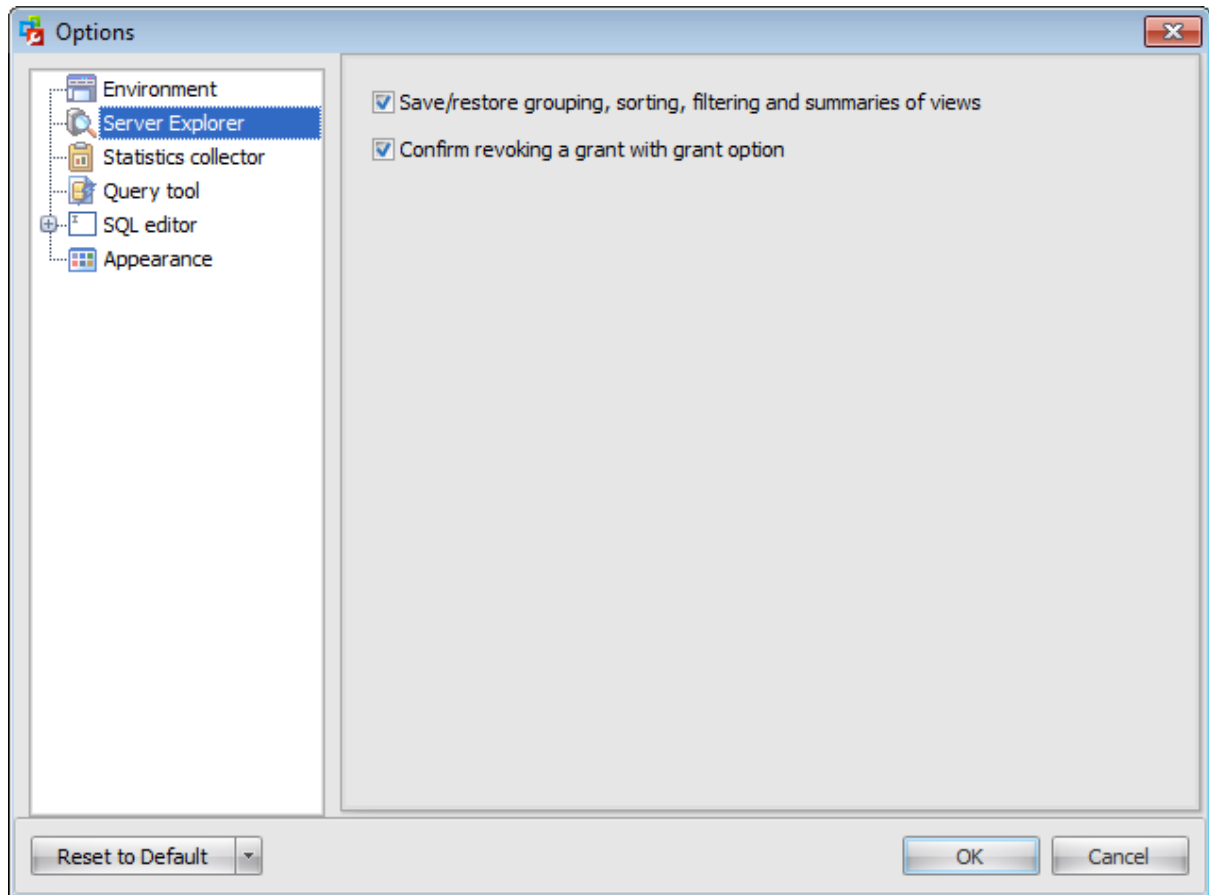 Options
Environment
Server Explorer
Statistics collector
Query tool
SQL editor
Appearance
Save/restore grouping, sorting, filtering and summaries of views
Confirm revoking a grant with grant option
Reset to Default
OK
Cancel